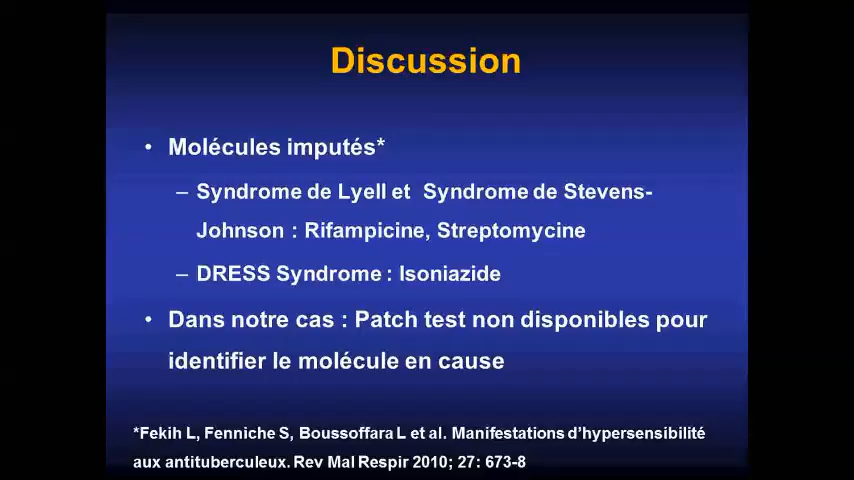 Discussion
• Molécules imputés*
– Syndrome de Lyell et Syndrome de Stevens-
Johnson : Rifampicine, Streptomycine
– DRESS Syndrome : Isoniazide
• Dans notre cas : Patch test non disponibles pour
identifier le molécule en cause
*Fekih L, Fenniche S, Boussoffara L et al. Manifestations d’hypersensibilité
aux antituberculeux. Rev Mal Respir 2010; 27: 673-8